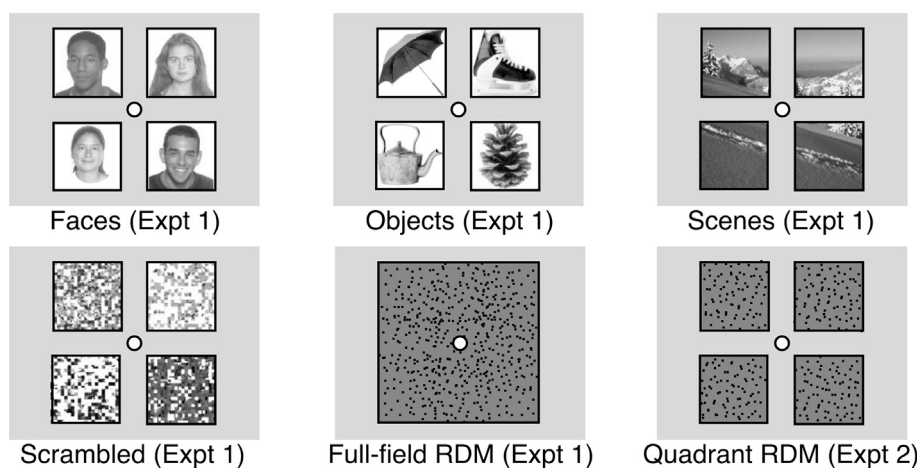 Faces (Expt 1)
Objects (Expt 1)
Scenes (Expt 1)
Scrambled (Expt 1)
Full-field RDM (Expt 1)
Quadrant RDM (Expt 2)